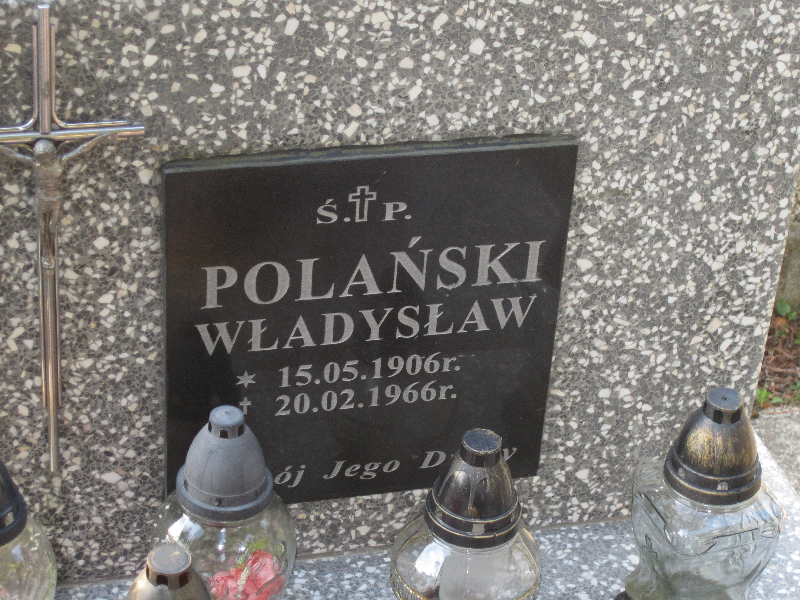 Ś.✝P.
POLAŃSKI
WŁADYSŁAW
✶ 15.05.1906r.
✝ 20.02.1966r.
Jego